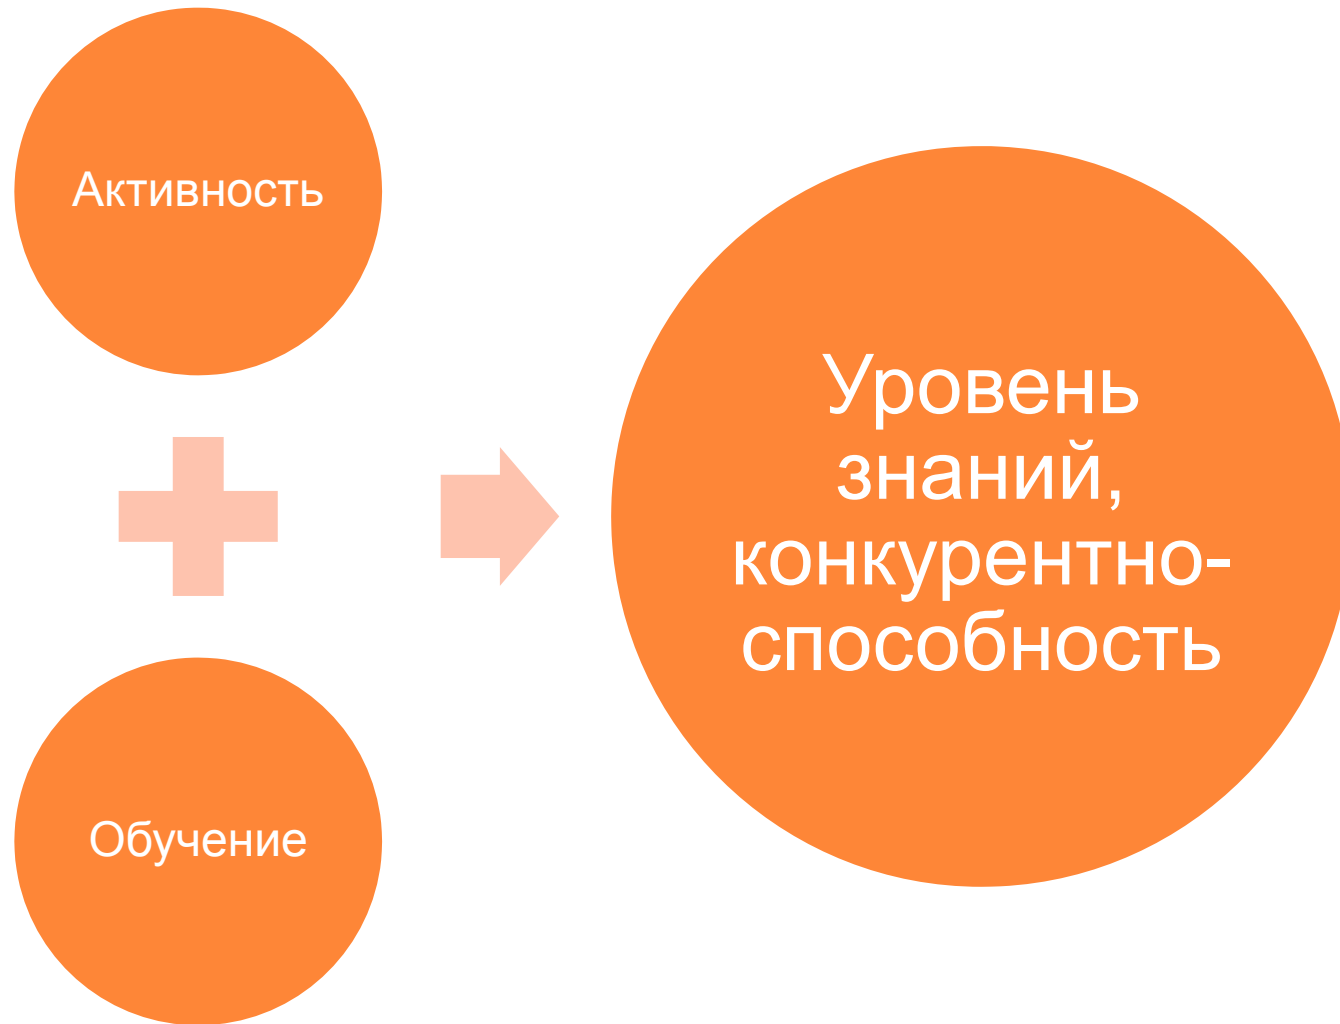 Активность
Обучение
Уровень
знаний,
конкурентно-
способность